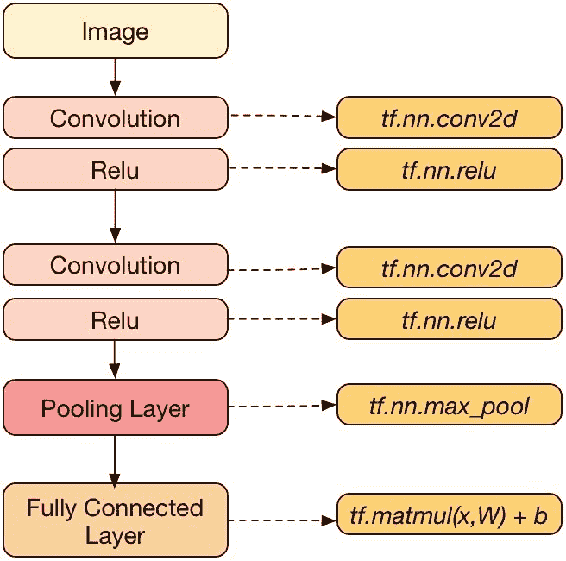 Image
Convolution
tf.nn.conv2d
Relu
tf.nn.relu
Convolution
tf.nn.conv2d
Relu
tf.nn.relu
Pooling Layer
tf.nn.max_pool
Fully Connected
Layer
tf.matmul(x,W) + b